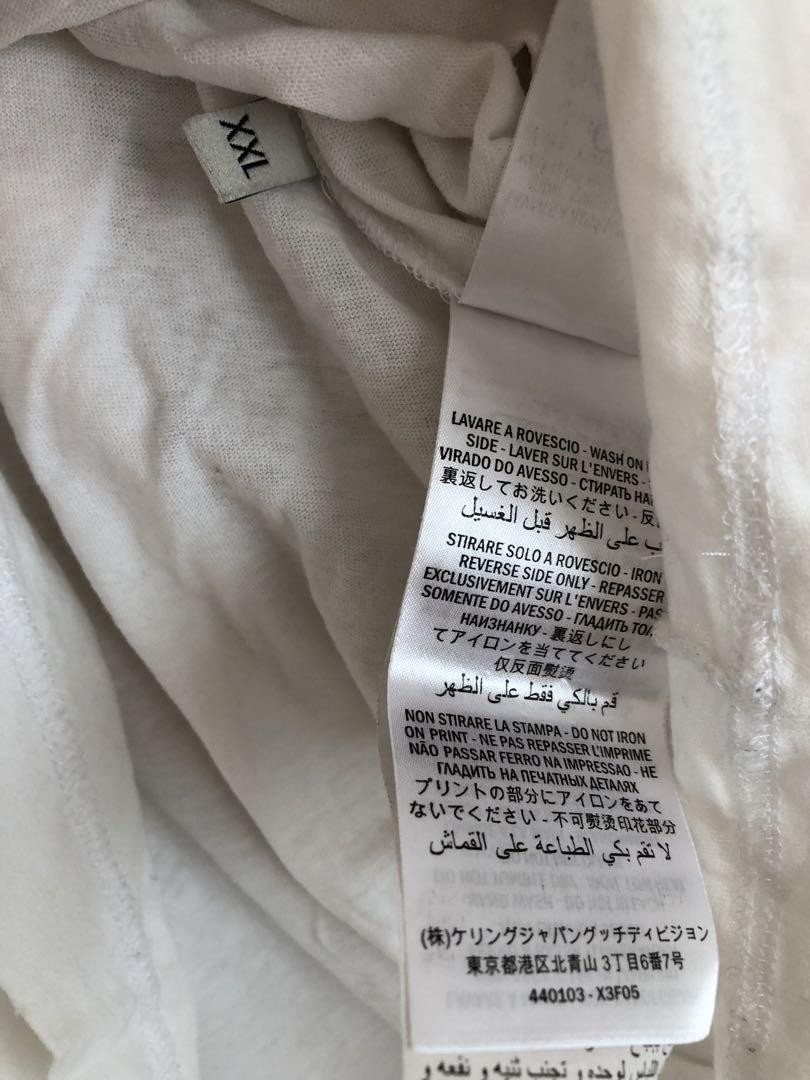 XXL
LAVARE A ROVESCIO - WASH ON
SIDE - LAVER SUR L'ENVERS -
VIRADO DO AVESSO - СТИРАТЬ НА
裏返してお洗いください - 反
على الظهر قبل الغسيل
STIRARE SOLO A ROVESCIO - IRON
REVERSE SIDE ONLY - REPASSER
EXCLUSIVEMENT SUR L'ENVERS - PAS
SOMENTE DO AVESSO - ГЛАДИТЬ ТОЛ
НАИЗНАНКУ - 裏返しにし
てアイロンを当ててください
仅反面熨烫
قم بالكي فقط على الظهر
NON STIRARE LA STAMPA - DO NOT IRON
ON PRINT - NE PAS REPASSER L'IMPRIME
NÃO PASSAR FERRO NA IMPRESSAO - НЕ
ГЛАДИТЬ НА ПЕЧАТНЫХ ДЕТАЛЯХ
プリントの部分にアイロンをあて
ないでください - 不可熨烫印花部分
لا تقم بكي الطباعة على القماش
(株)ケリングジャパングッチディビジョン
東京都港区北青山 3丁目6番7号
440103 - X3F05